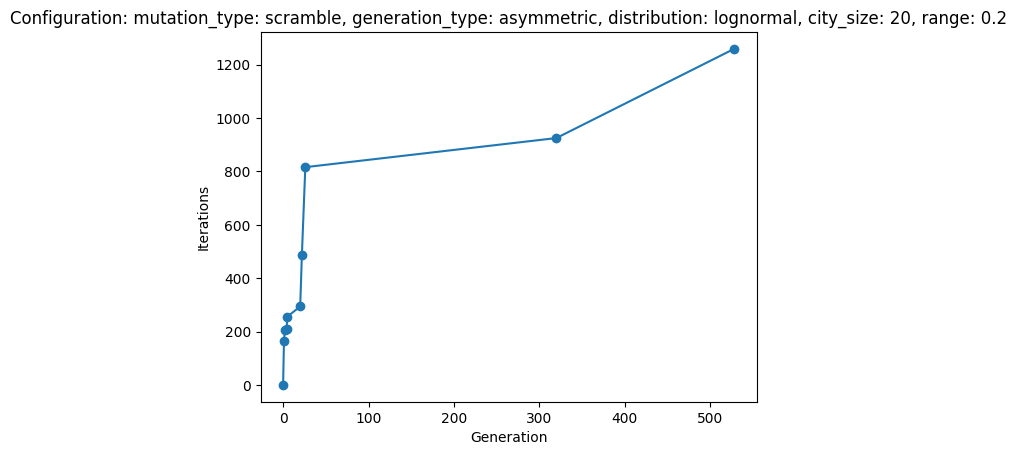 Configuration: mutation_type: scramble, generation_type: asymmetric, distribution: lognormal, city_size: 20, range: 0.2
1200
1000
800
600
400
200
0
Iterations
0 100 200 300 400 500
Generation